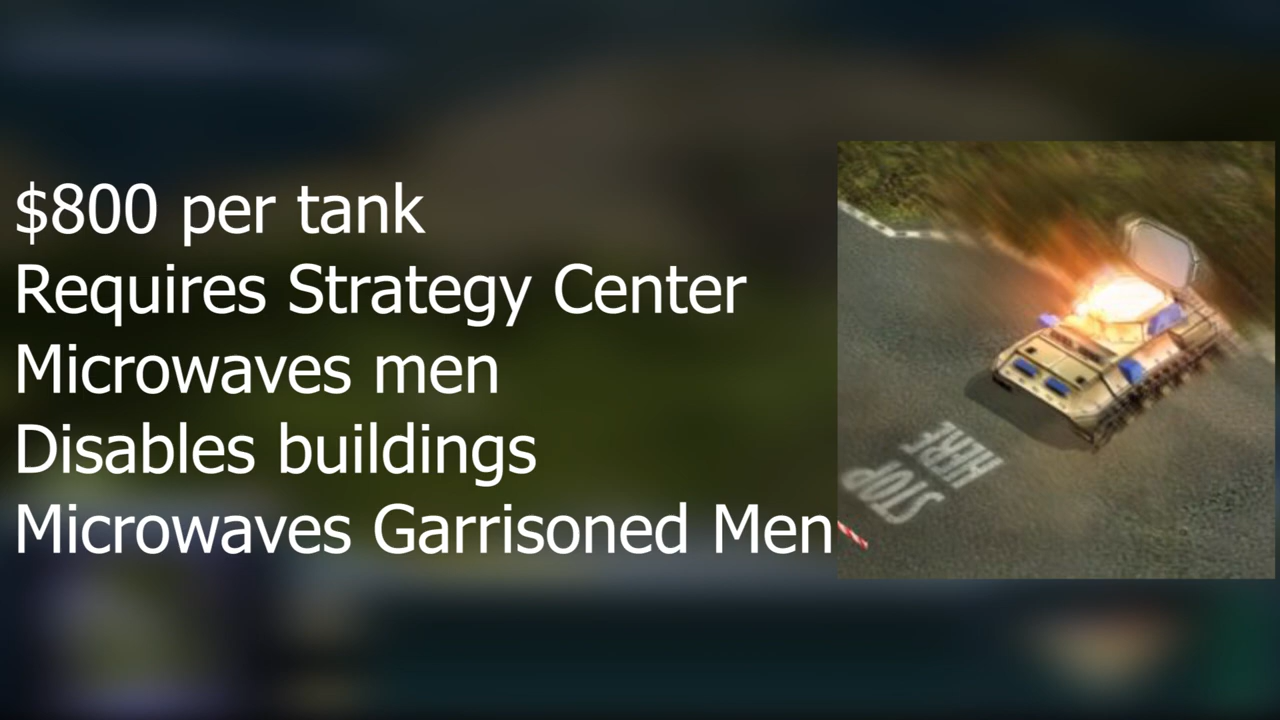 $800 per tank
Requires Strategy Center
Microwaves men
Disables buildings
Microwaves Garrisoned Men
STOP
HERE